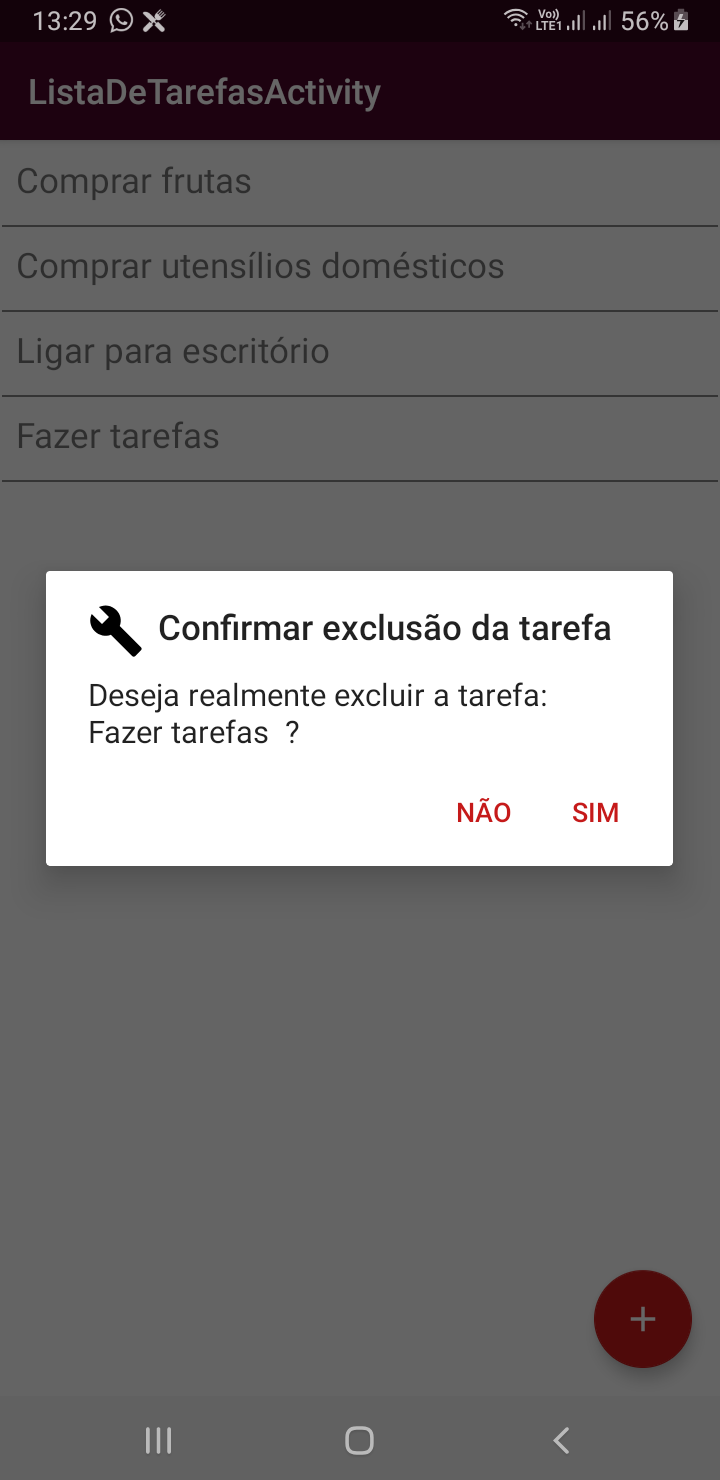 13:29 Vo)) LTE1 56%
ListaDeTarefasActivity
Comprar frutas
Comprar utensílios domésticos
Ligar para escritório
Fazer tarefas
Confirmar exclusão da tarefa
Deseja realmente excluir a tarefa:
Fazer tarefas  ?
NÃO SIM